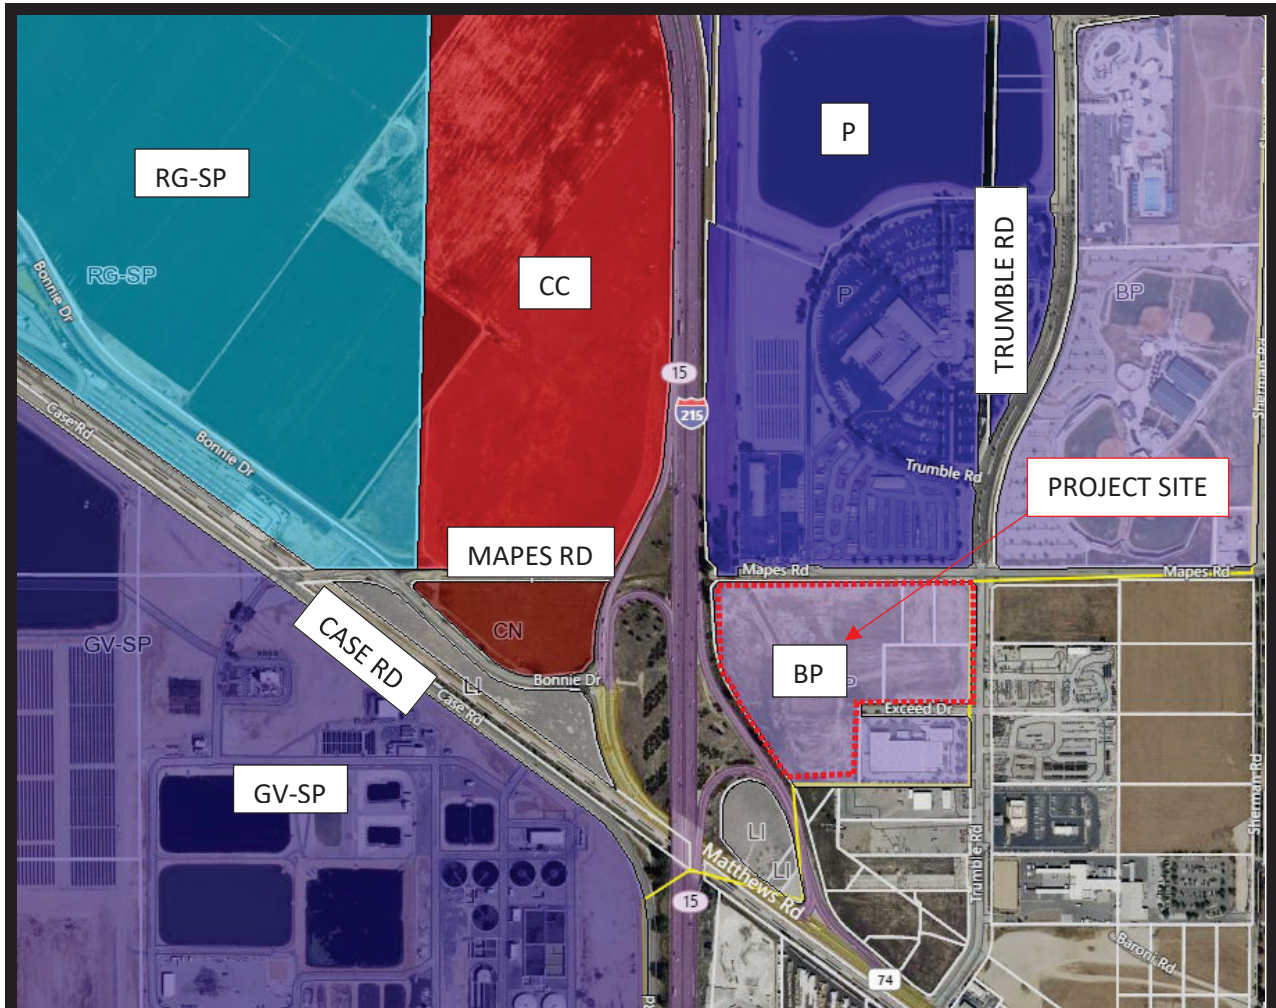 P
RG-SP
TRUMBLE RD
RG-SP
CC
P
BP
Bonnie Dr
15
215
Sherman Rd
Case Rd
Bonnie Dr
Trumble Rd
PROJECT SITE
MAPES RD
Mapes Rd
Mapes Rd
CASE RD
CN
GV-SP
BP
LI
Bonnie Dr
Case Rd
Exceed Dr
GV-SP
Sherman Rd
LI
Trumble Rd
LI
Matthews Rd
15
Baroni Rd
74
Rd